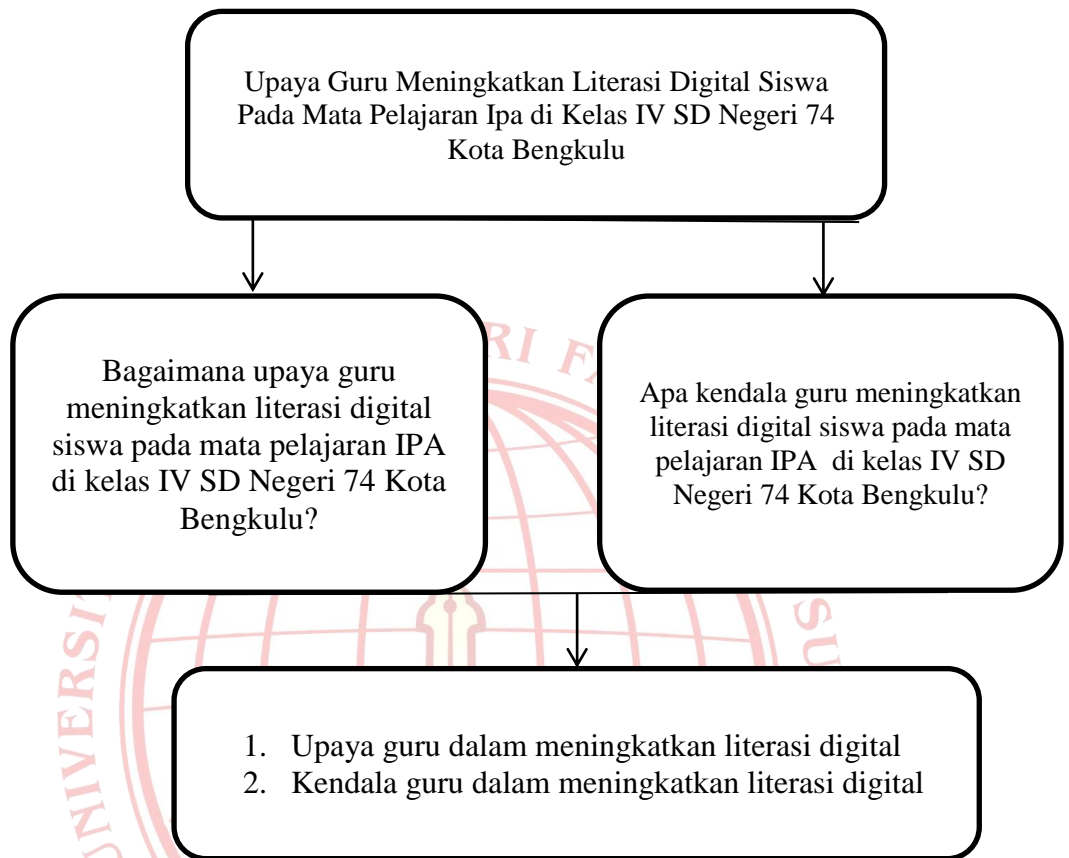 Upaya Guru Meningkatkan Literasi Digital Siswa
Pada Mata Pelajaran Ipa di Kelas IV SD Negeri 74
Kota Bengkulu
Bagaimana upaya guru
meningkatkan literasi digital
siswa pada mata pelajaran IPA
di kelas IV SD Negeri 74 Kota
Bengkulu?
Apa kendala guru meningkatkan
literasi digital siswa pada mata
pelajaran IPA di kelas IV SD
Negeri 74 Kota Bengkulu?
1. Upaya guru dalam meningkatkan literasi digital
2. Kendala guru dalam meningkatkan literasi digital